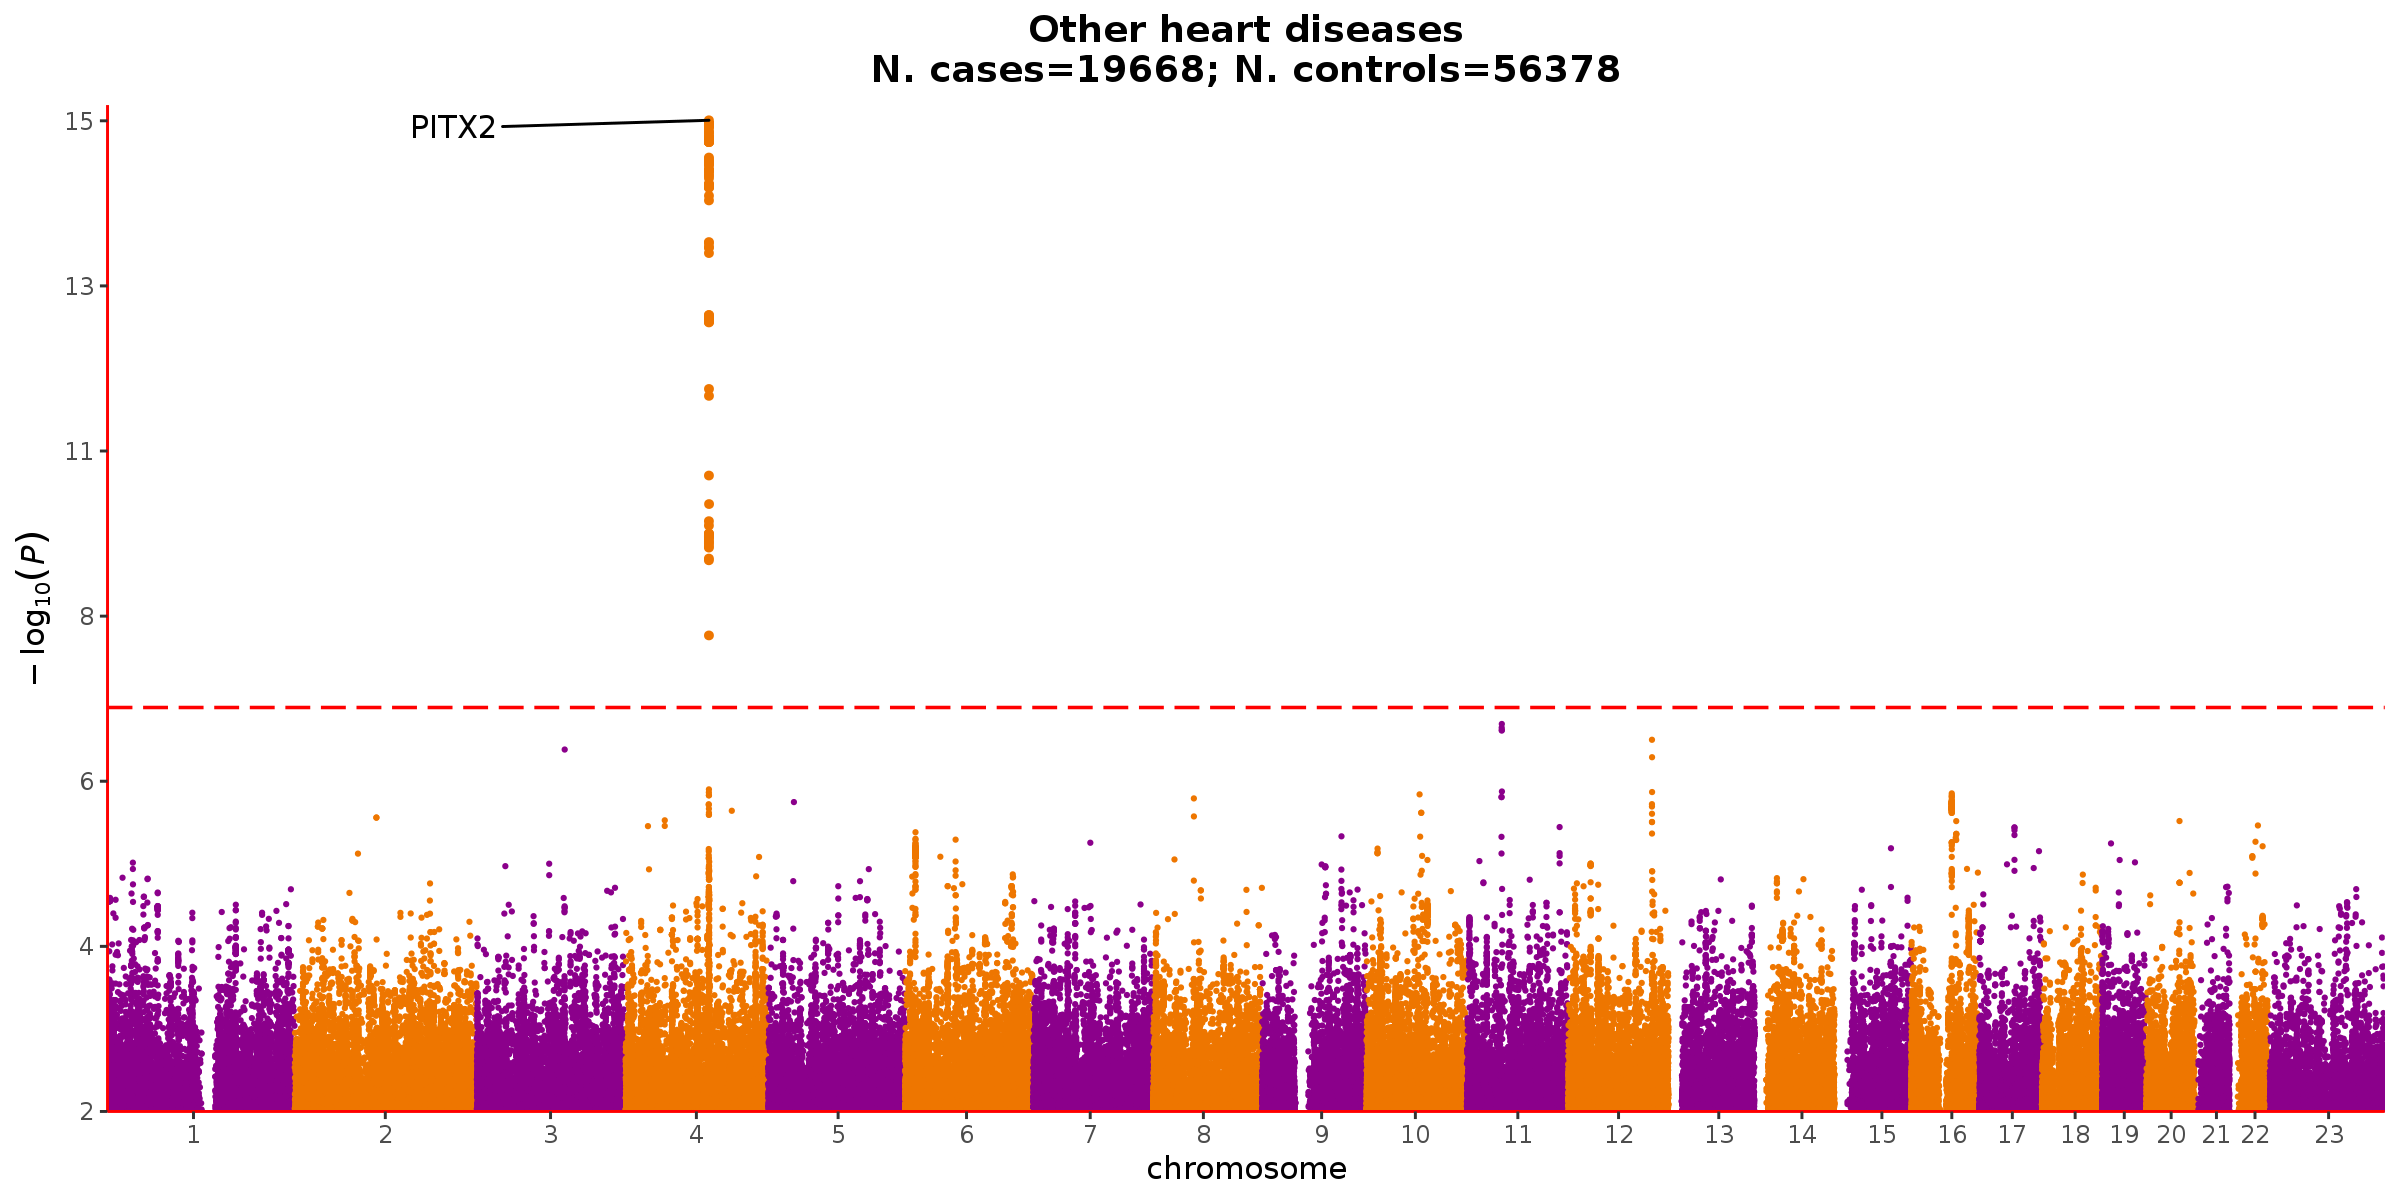 Other heart diseases
N. cases=19668; N. controls=56378
PITX2
15
13
11
8
6
4
2
−log10(P)
1 2 3 4 5 6 7 8 9 10 11 12 13 14 15 16 17 18 19 20 21 22 23
chromosome